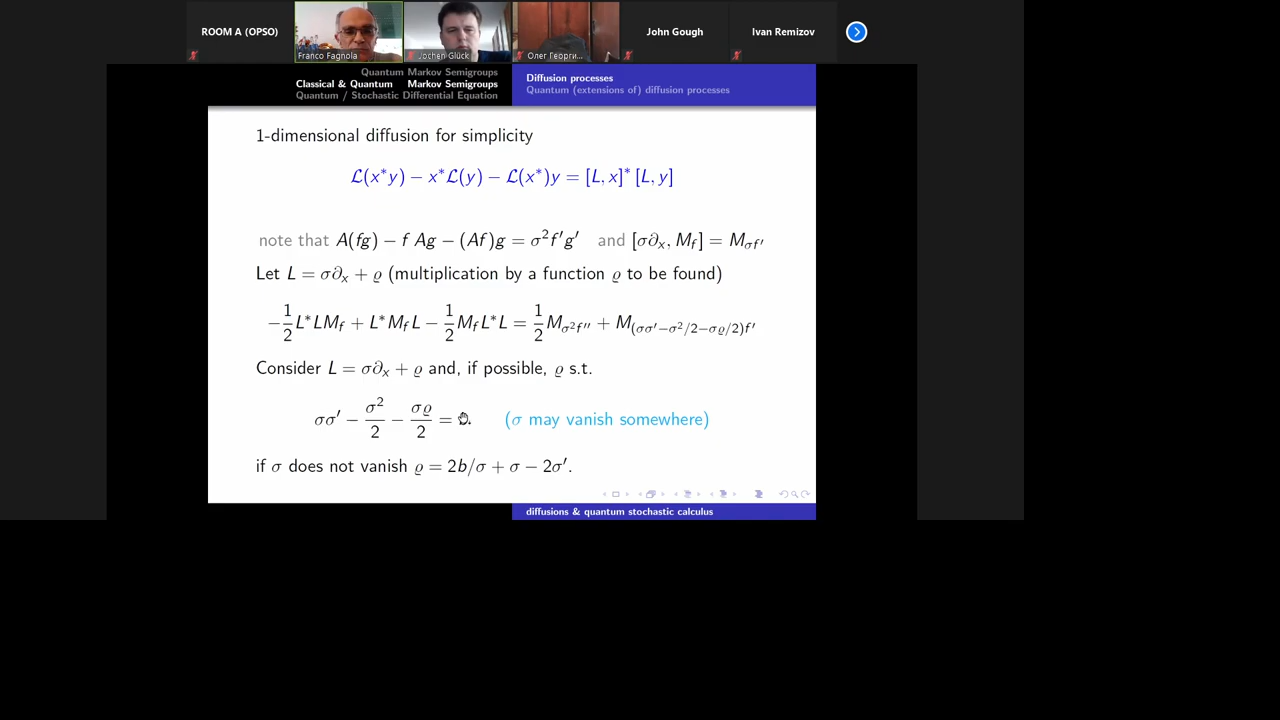 ROOM A (OPSO)
Franco Fagnola
Jochen Glück
Олег Георги...
John Gough
Ivan Remizov
Quantum Markov Semigroups
Classical & Quantum Markov Semigroups
Quantum / Stochastic Differential Equation
Diffusion processes
Quantum (extensions of) diffusion processes
1-dimensional diffusion for simplicity
ℒ(x*y) − x*ℒ(y) − ℒ(x*)y = [L, x]* [L, y]
note that A(fg) − f Ag − (Af)g = σ²f′g′ and [σ∂ₓ, M_f] = M_{σf′}
Let L = σ∂ₓ + ϱ (multiplication by a function ϱ to be found)
−1/2 L*LM_f + L*M_f L − 1/2 M_f L*L = 1/2 M_{σ²f″} + M_{(σσ′−σ²/2−σϱ/2)f′}
Consider L = σ∂ₓ + ϱ and, if possible, ϱ s.t.
σσ′ − σ²/2 − σϱ/2 = . (σ may vanish somewhere)
if σ does not vanish ϱ = 2b/σ + σ − 2σ′.
diffusions & quantum stochastic calculus